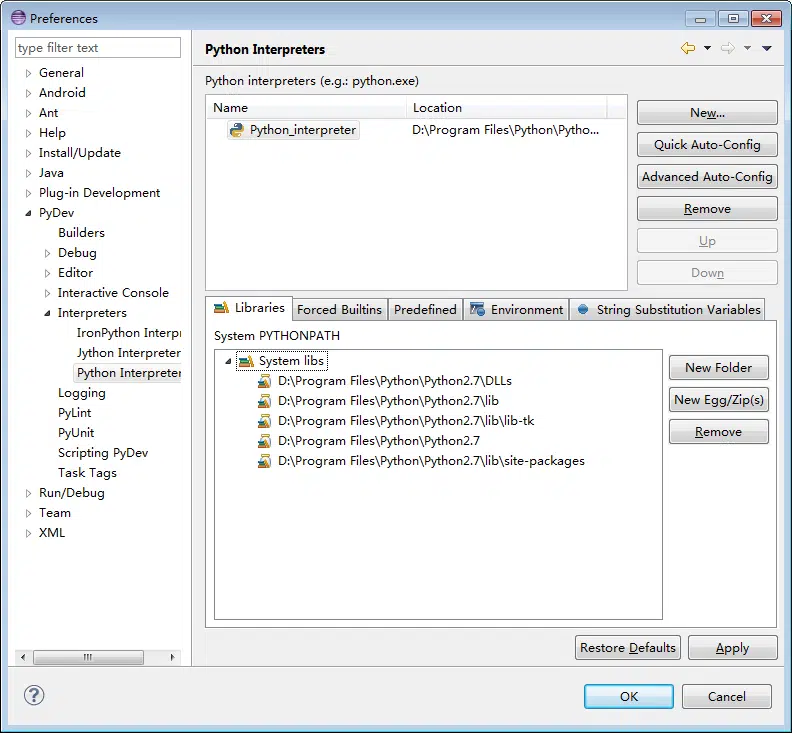 Preferences
type filter text
General
Android
Ant
Help
Install/Update
Java
Plug-in Development
PyDev
Builders
Debug
Editor
Interactive Console
Interpreters
IronPython Interpr
Jython Interpreter
Python Interpreter
Logging
PyLint
PyUnit
Scripting PyDev
Task Tags
Run/Debug
Team
XML
Python Interpreters
Python interpreters (e.g.: python.exe)
Name Location
Python_interpreter D:\Program Files\Python\Pytho...
New...
Quick Auto-Config
Advanced Auto-Config
Remove
Up
Down
Libraries Forced Builtins Predefined Environment String Substitution Variables
System PYTHONPATH
System libs
D:\Program Files\Python\Python2.7\DLLs
D:\Program Files\Python\Python2.7\lib
D:\Program Files\Python\Python2.7\lib\lib-tk
D:\Program Files\Python\Python2.7
D:\Program Files\Python\Python2.7\lib\site-packages
New Folder
New Egg/Zip(s)
Remove
Restore Defaults Apply
? OK Cancel